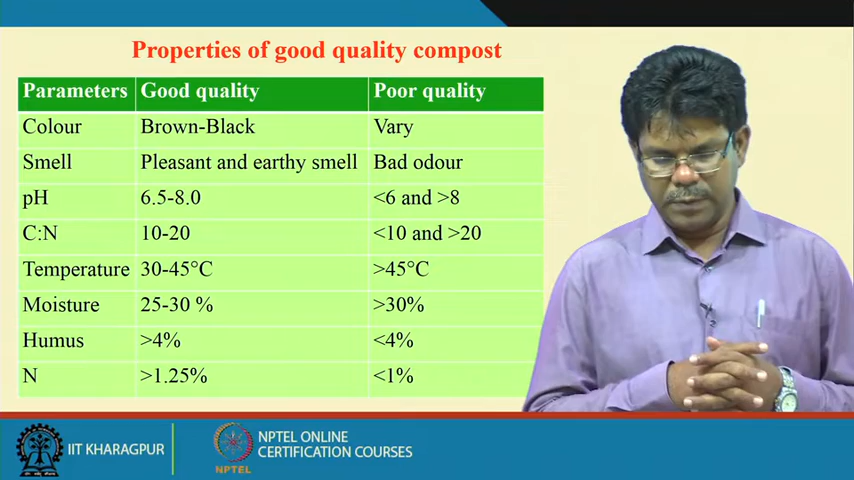 Properties of good quality compost
Parameters Good quality Poor quality
Colour Brown-Black Vary
Smell Pleasant and earthy smell Bad odour
pH 6.5-8.0 <6 and >8
C:N 10-20 <10 and >20
Temperature 30-45°C >45°C
Moisture 25-30 % >30%
Humus >4% <4%
N >1.25% <1%
IIT KHARAGPUR
NPTEL
NPTEL ONLINE
CERTIFICATION COURSES